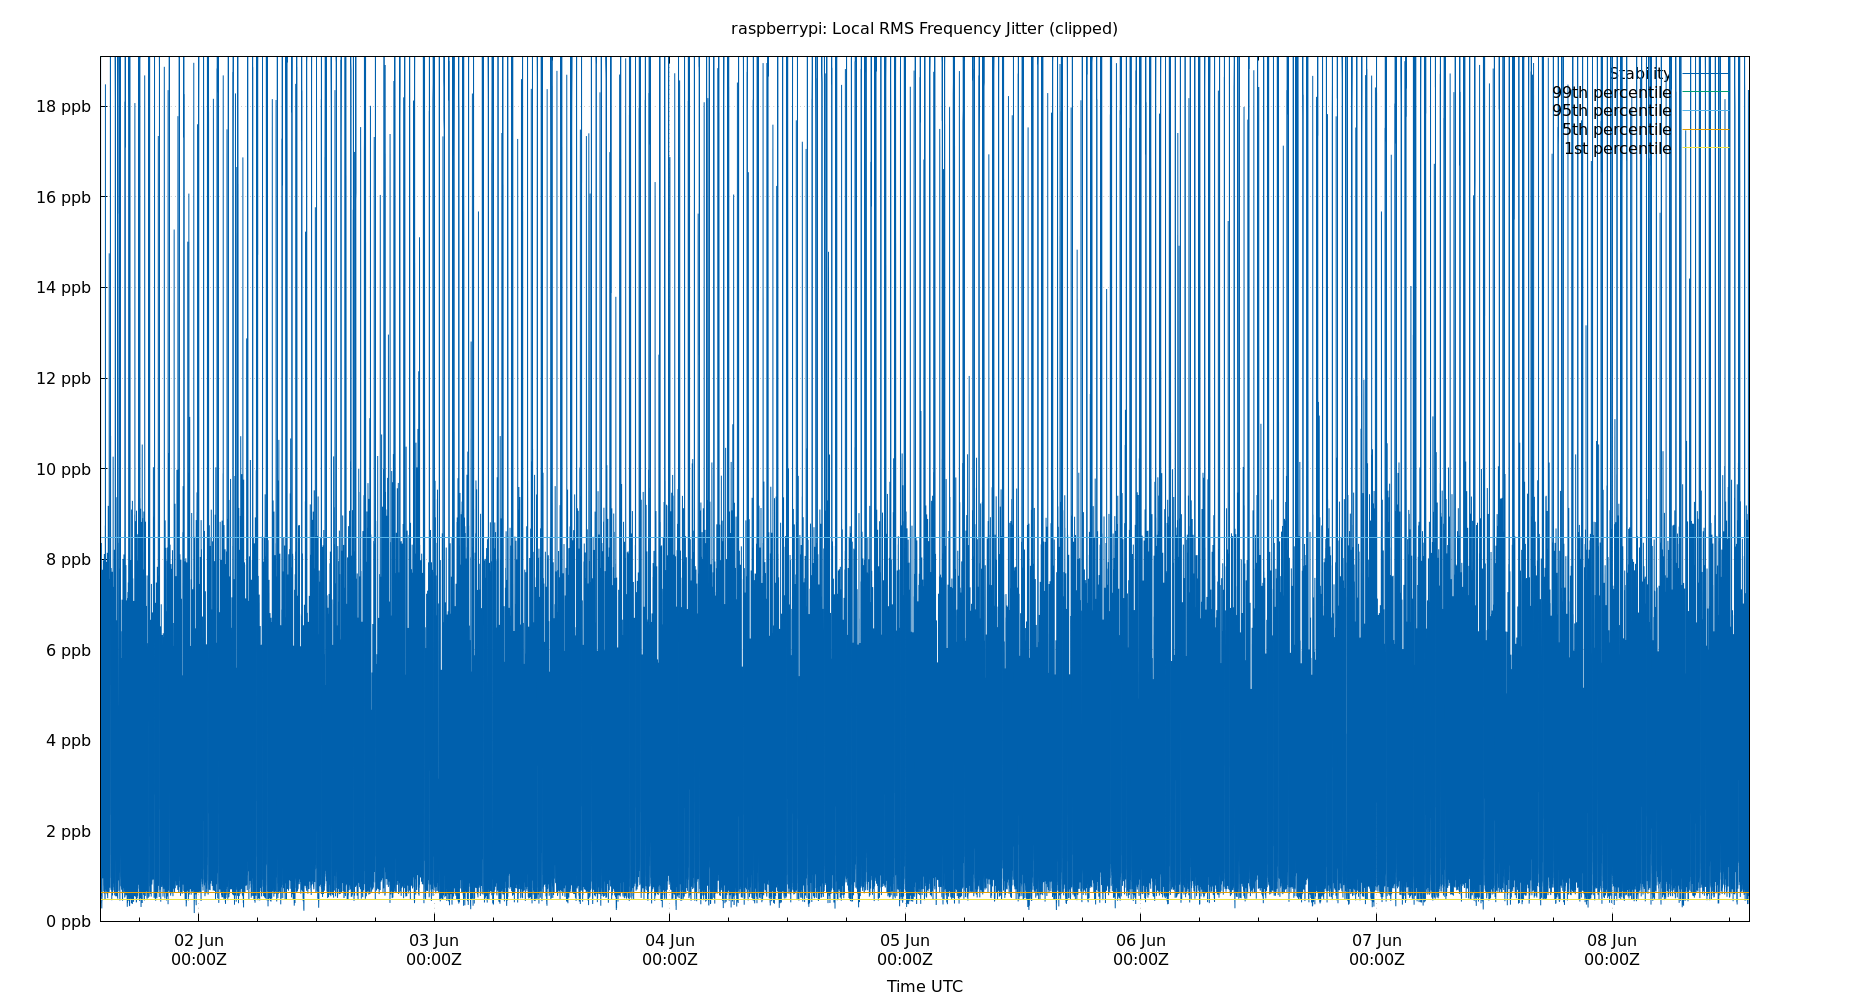 raspberrypi: Local RMS Frequency Jitter (clipped)
Stability
99th percentile
95th percentile
5th percentile
1st percentile
18 ppb
16 ppb
14 ppb
12 ppb
10 ppb
8 ppb
6 ppb
4 ppb
2 ppb
0 ppb
02 Jun 03 Jun 04 Jun 05 Jun 06 Jun 07 Jun 08 Jun
00:00Z 00:00Z 00:00Z 00:00Z 00:00Z 00:00Z 00:00Z
Time UTC